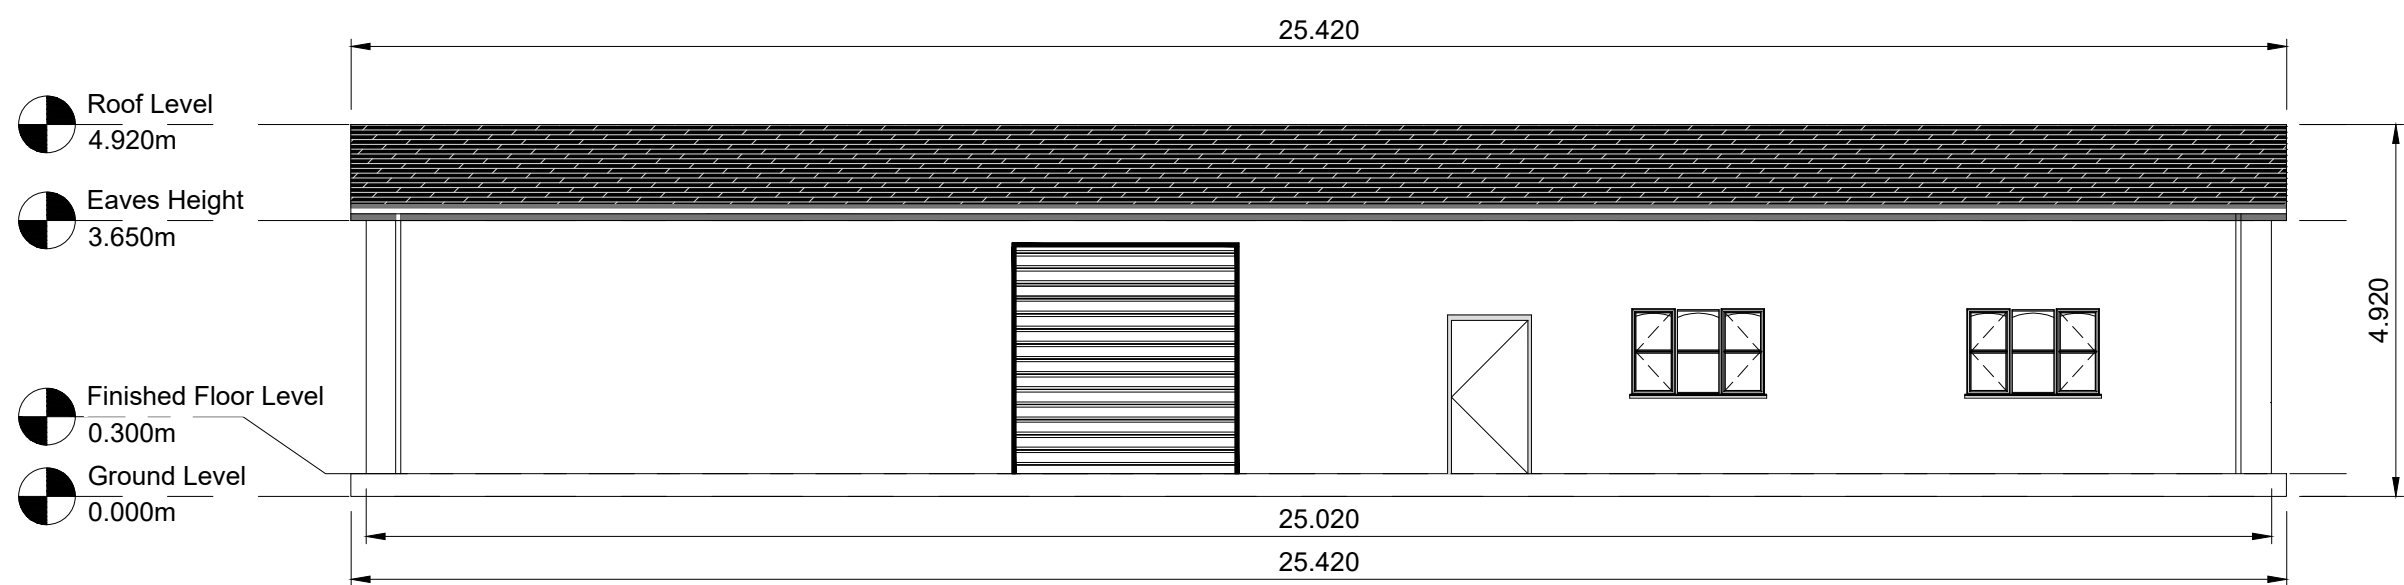 25.420
Roof Level
4.920m
Eaves Height
3.650m
4.920
Finished Floor Level
0.300m
Ground Level
0.000m
25.020
25.420